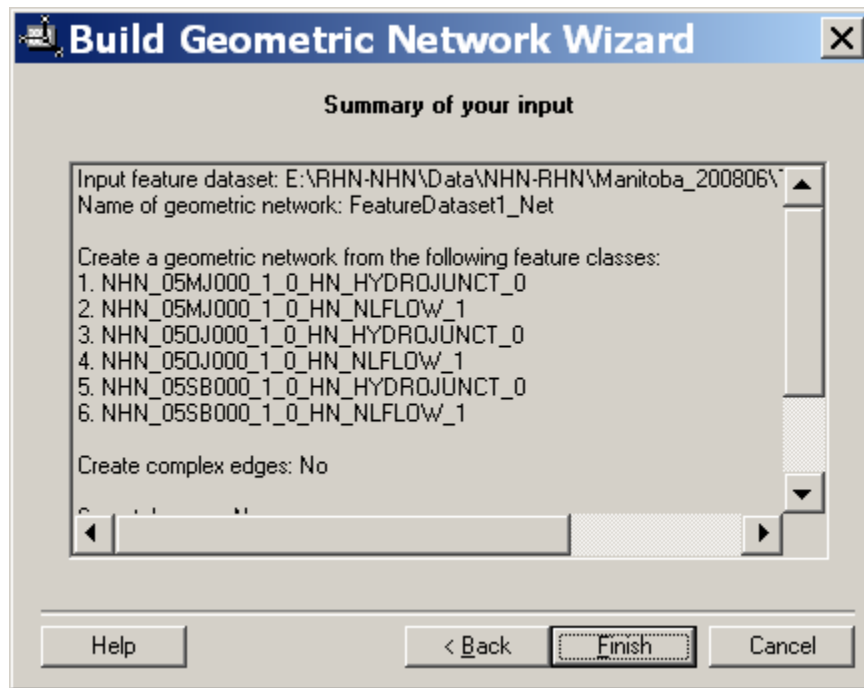 Build Geometric Network Wizard
Summary of your input
Input feature dataset: E:\RHN-NHN\Data\NHN-RHN\Manitoba_200806\
Name of geometric network: FeatureDataset1_Net
Create a geometric network from the following feature classes:
1. NHN_05MJ000_1_0_HN_HYDROJUNCT_0
2. NHN_05MJ000_1_0_HN_NLFLOW_1
3. NHN_05OJ000_1_0_HN_HYDROJUNCT_0
4. NHN_05OJ000_1_0_HN_NLFLOW_1
5. NHN_05SB000_1_0_HN_HYDROJUNCT_0
6. NHN_05SB000_1_0_HN_NLFLOW_1
Create complex edges: No
Help
< Back
Finish
Cancel